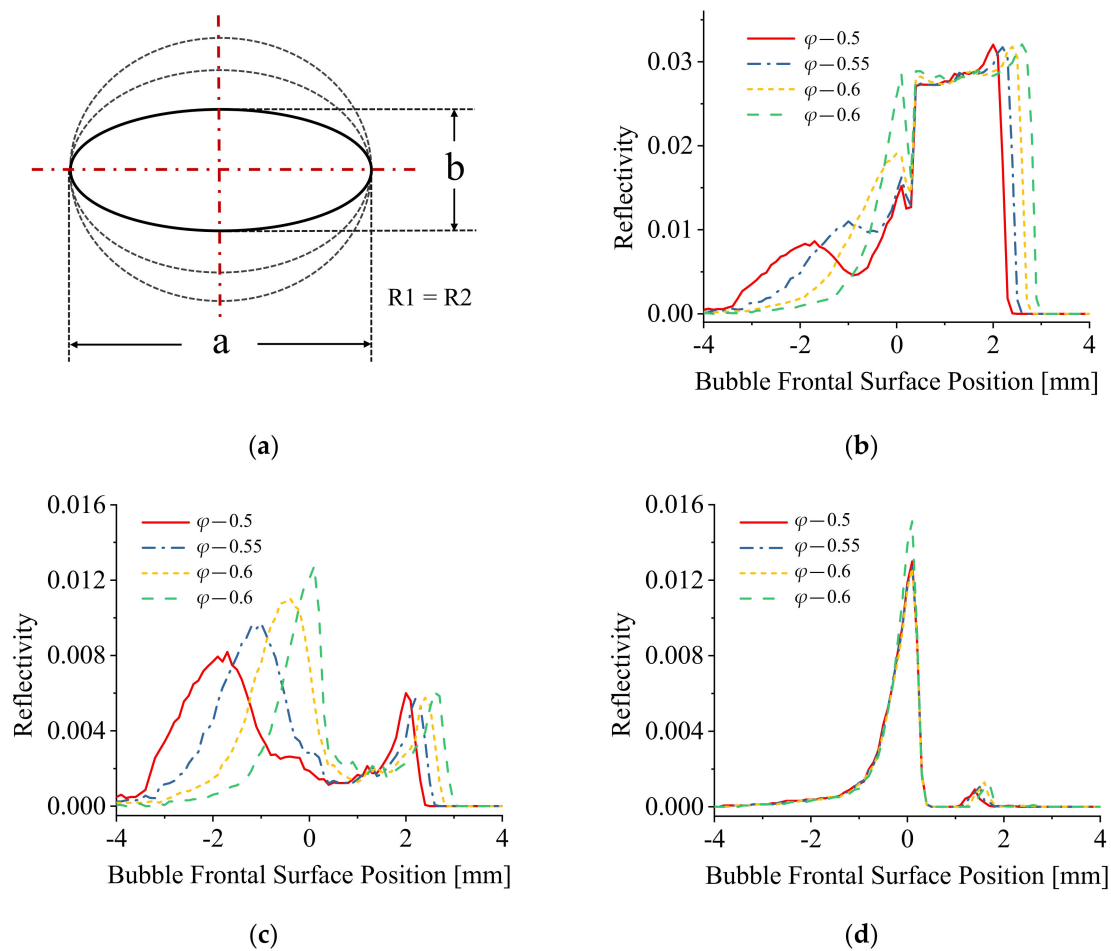 b
R1 = R2
a
(a)
φ−0.5
φ−0.55
φ−0.6
φ−0.6
0.03
0.02
0.01
0.00
Reflectivity
-4 -2 0 2 4
Bubble Frontal Surface Position [mm]
(b)
0.016
φ−0.5
φ−0.55
φ−0.6
φ−0.6
0.012
0.008
0.004
0.000
Reflectivity
-4 -2 0 2 4
Bubble Frontal Surface Position [mm]
(c)
0.016
φ−0.5
φ−0.55
φ−0.6
φ−0.6
0.012
0.008
0.004
0.000
Reflectivity
-4 -2 0 2 4
Bubble Frontal Surface Position [mm]
(d)